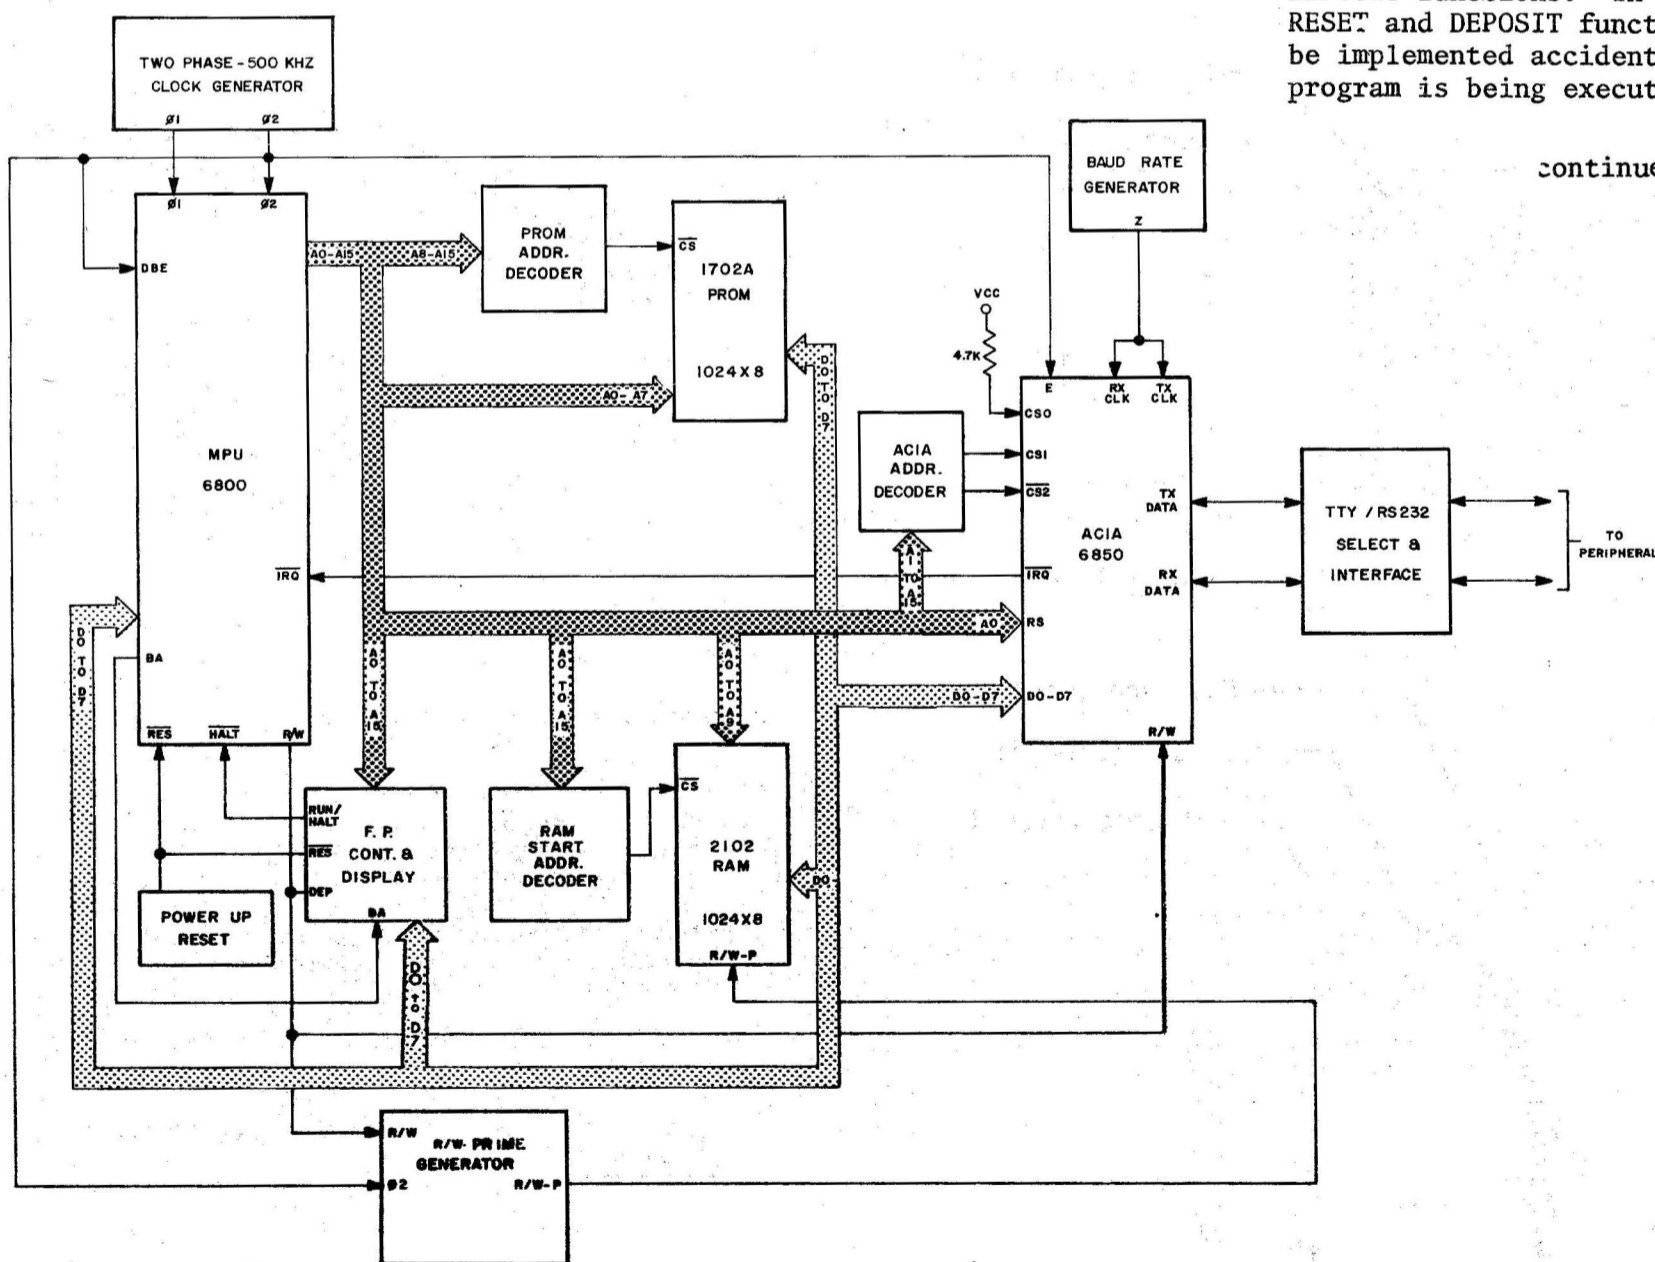 RESET and DEPOSIT funct
be implemented accident
program is being execut
continue
TWO PHASE-500 KHZ
CLOCK GENERATOR
Ø1 Ø2
Ø1 Ø2
DBE
MPU
6800
IRQ
BA
RES HALT R/W
A0-A15 A8-A15
PROM
ADDR.
DECODER
CS
1702A
PROM
1024X8
A0-A7
D0 TO D7
BAUD RATE
GENERATOR
Z
VCC
4.7K
E RX CLK TX CLK
CS0
CS1
CS2
ACIA
ADDR.
DECODER
A1 TO A15
ACIA
6850
TX
DATA
RX
DATA
IRQ
A0 RS
D0-D7 D0-D7
R/W
TTY / RS232
SELECT &
INTERFACE
TO
PERIPHERAL
D0 TO D7
A0 TO A15
A0 TO A15
A0 TO A9
RUN/
HALT
RES
DEP
BA
F. P.
CONT. &
DISPLAY
POWER UP
RESET
RAM
START
ADDR.
DECODER
CS
2102
RAM
1024X8
R/W-P
D0
D0 TO D7
R/W
R/W-PRIME
GENERATOR
Ø2 R/W-P